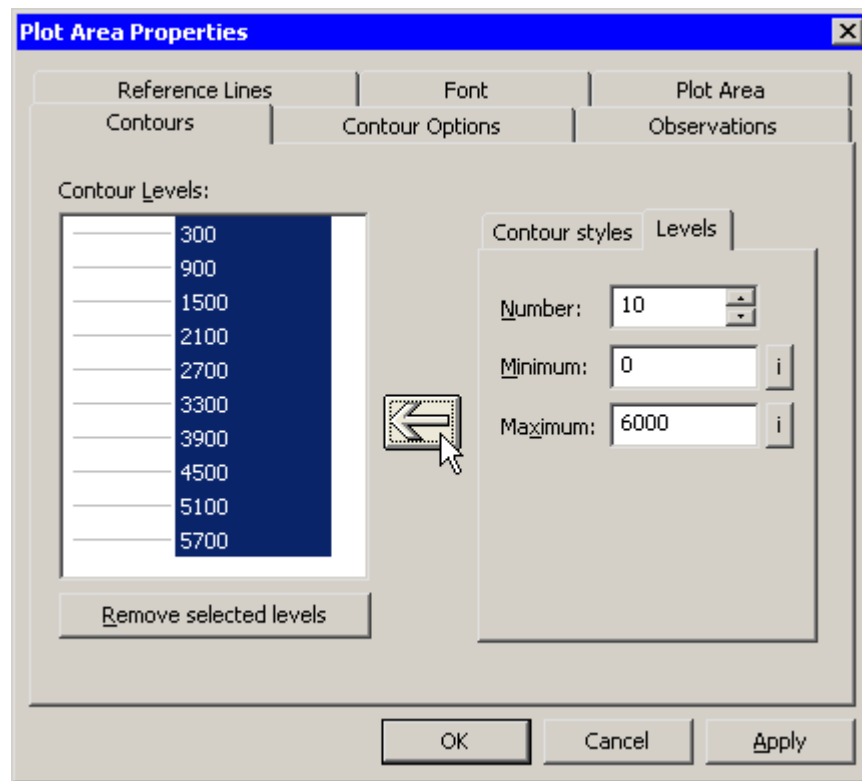 Plot Area Properties
Reference Lines
Font
Plot Area
Contours
Contour Options
Observations
Contour Levels:
300
900
1500
2100
2700
3300
3900
4500
5100
5700
Remove selected levels
Contour styles
Levels
Number:
10
Minimum:
0
i
Maximum:
6000
i
OK
Cancel
Apply